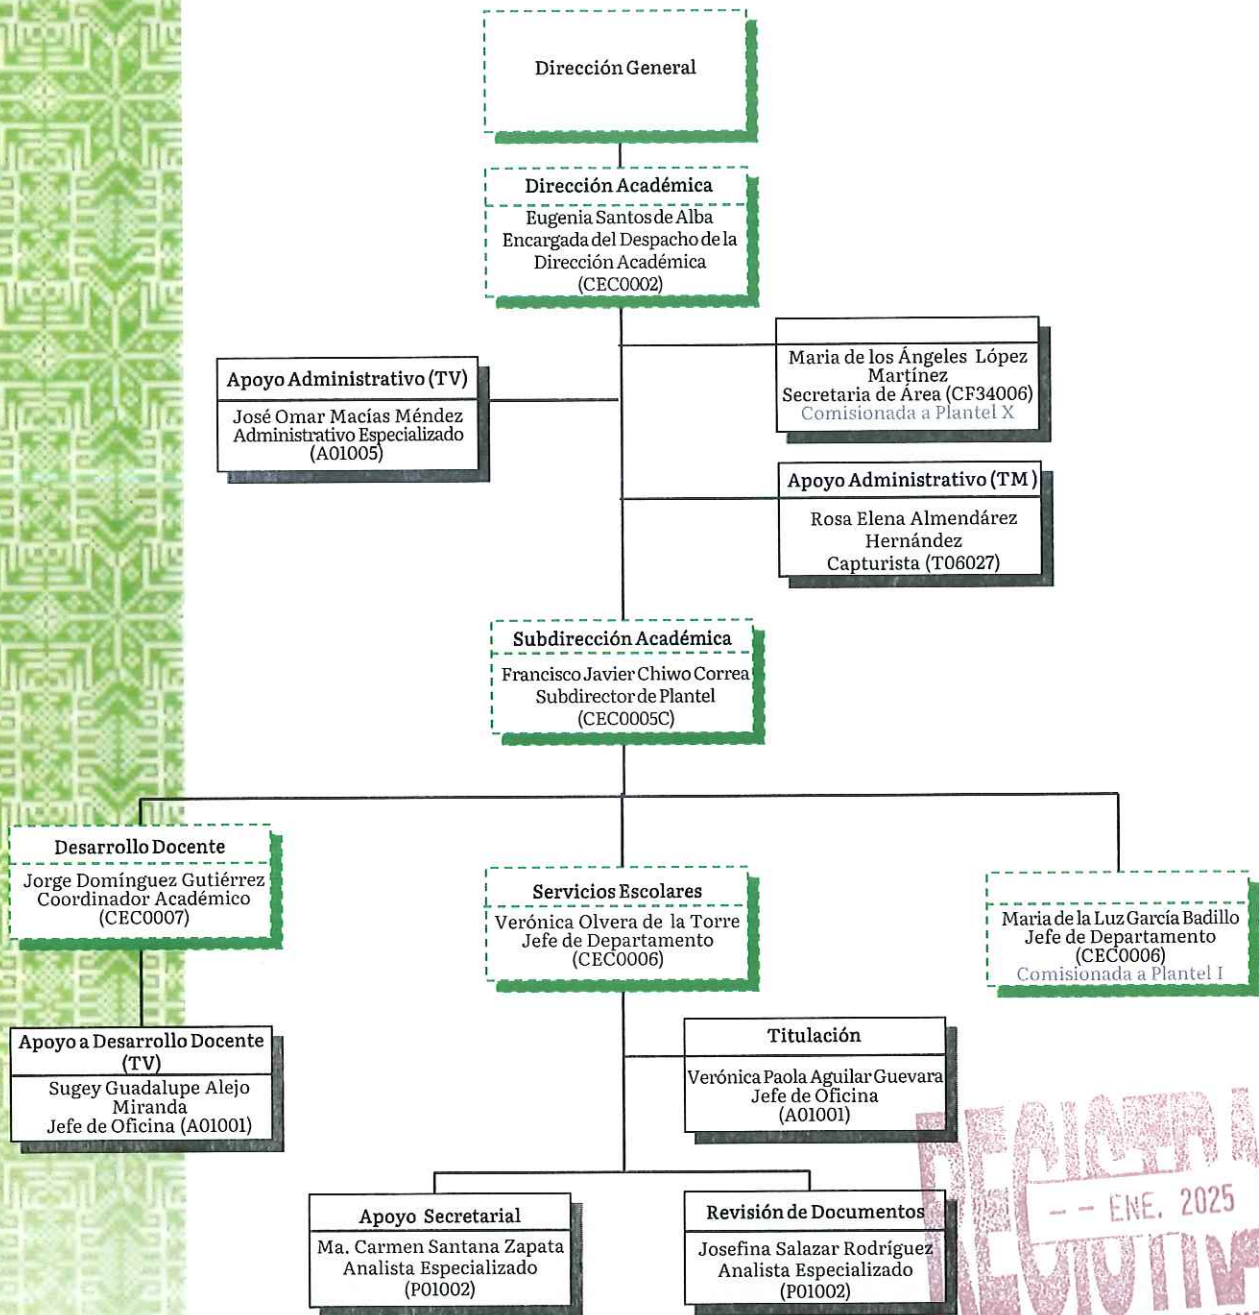 Dirección General
Dirección Académica
Eugenia Santos de Alba
Encargada del Despacho de la
Dirección Académica
(CEC0002)
Maria de los Ángeles López
Martínez
Secretaria de Área (CF34006)
Comisionada a Plantel X
Apoyo Administrativo (TV)
José Omar Macías Méndez
Administrativo Especializado
(A01005)
Apoyo Administrativo (TM)
Rosa Elena Almendárez
Hernández
Capturista (T06027)
Subdirección Académica
Francisco Javier Chiwo Correa
Subdirector de Plantel
(CEC0005C)
Desarrollo Docente
Jorge Domínguez Gutiérrez
Coordinador Académico
(CEC0007)
Servicios Escolares
Verónica Olvera de la Torre
Jefe de Departamento
(CEC0006)
Maria de la Luz García Badillo
Jefe de Departamento
(CEC0006)
Comisionada a Plantel I
Apoyo a Desarrollo Docente
(TV)
Sugey Guadalupe Alejo
Miranda
Jefe de Oficina (A01001)
Titulación
Verónica Paola Aguilar Guevara
Jefe de Oficina
(A01001)
Apoyo Secretarial
Ma. Carmen Santana Zapata
Analista Especializado
(P01002)
Revisión de Documentos
Josefina Salazar Rodríguez
Analista Especializado
(P01002)
-- ENE. 2025